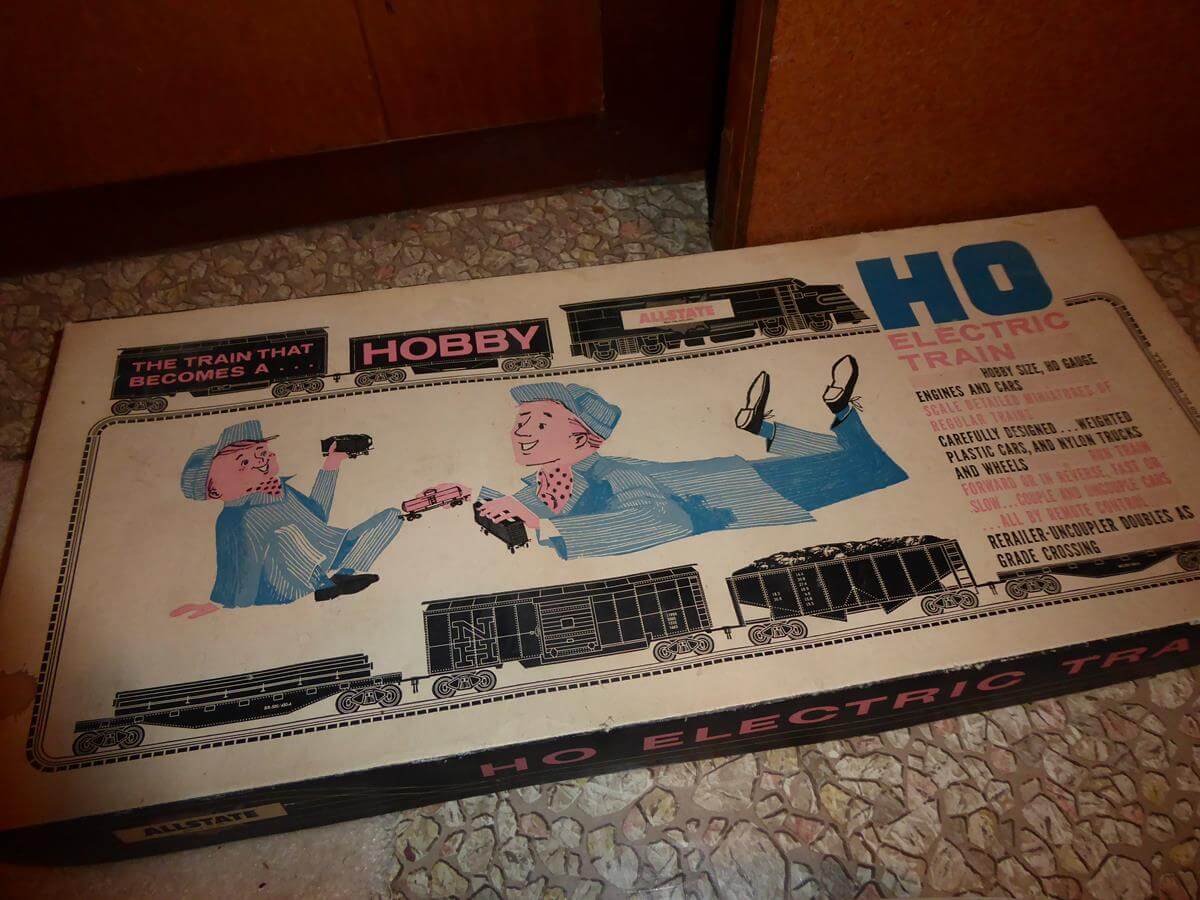 THE TRAIN THAT
BECOMES A . . .
HOBBY
ALLSTATE
HO
ELECTRIC
TRAIN
HOBBY SIZE, HO GAUGE
ENGINES AND CARS
SCALE DETAILED MINIATURES OF
REGULAR TRAINS
CAREFULLY DESIGNED...WEIGHTED
PLASTIC CARS, AND NYLON TRUCKS
AND WHEELS
RUN TRAIN
FORWARD OR IN REVERSE, FAST OR
SLOW...COUPLE AND UNCOUPLE CARS
...ALL BY REMOTE CONTROL
RERAILER-UNCOUPLER DOUBLES AS
GRADE CROSSING
N
H
HO ELECTRIC TRA
ALLSTATE